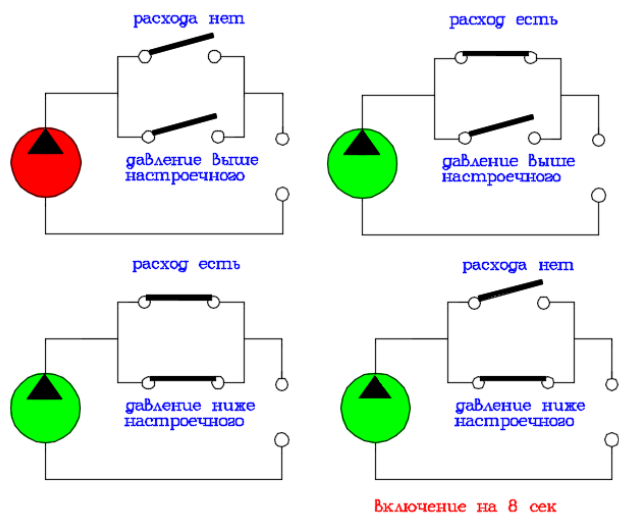 расхода нет
расход есть
давление выше
настроечного
давление выше
настроечного
расход есть
расхода нет
давление ниже
настроечного
давление ниже
настроечного
включение на 8 сек